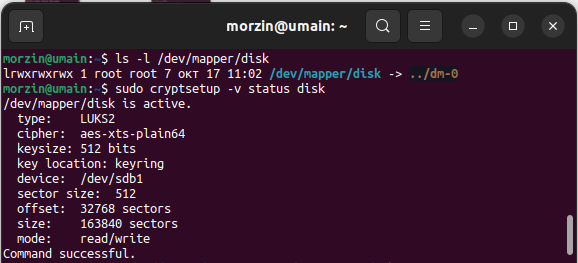 morzin@umain: ~
morzin@umain:~$ ls -l /dev/mapper/disk
lrwxrwxrwx 1 root root 7 окт 17 11:02 /dev/mapper/disk -> ../dm-0
morzin@umain:~$ sudo cryptsetup -v status disk
/dev/mapper/disk is active.
  type:    LUKS2
  cipher:  aes-xts-plain64
  keysize: 512 bits
  key location: keyring
  device:  /dev/sdb1
  sector size:  512
  offset:  32768 sectors
  size:    163840 sectors
  mode:    read/write
Command successful.